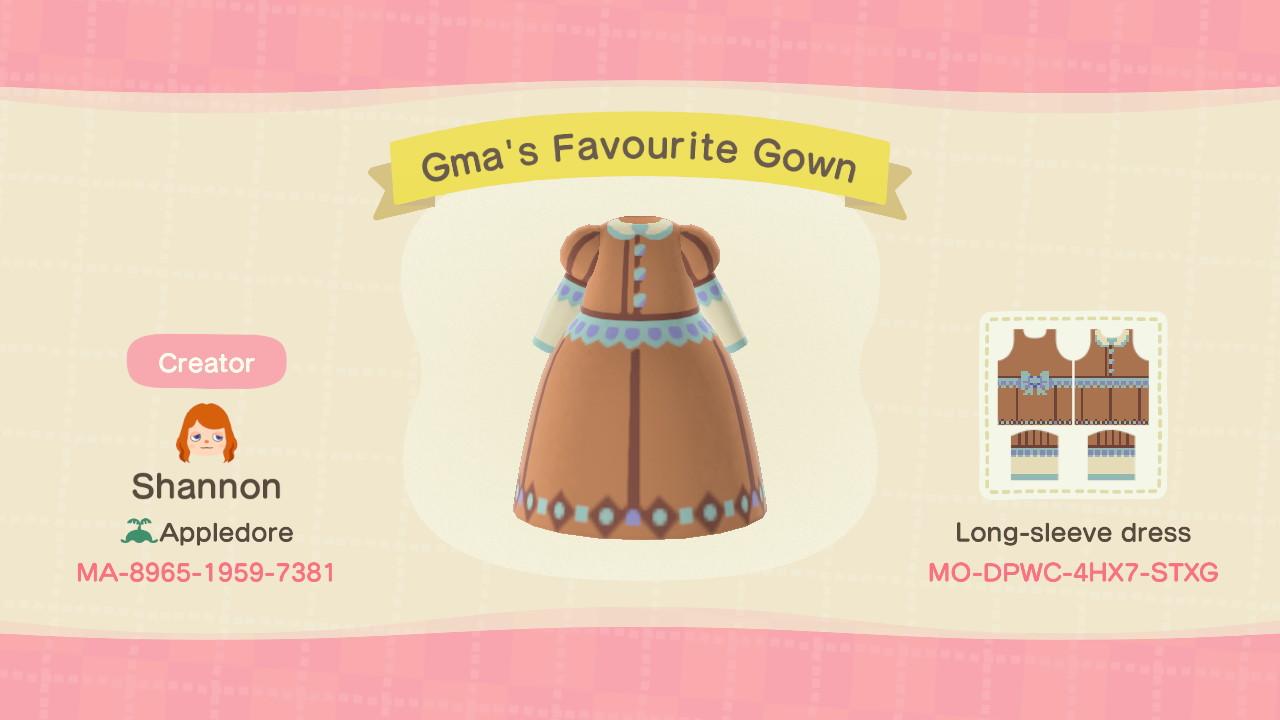 Gma's Favourite Gown
Creator
Shannon
Appledore
MA-8965-1959-7381
Long-sleeve dress
MO-DPWC-4HX7-STXG